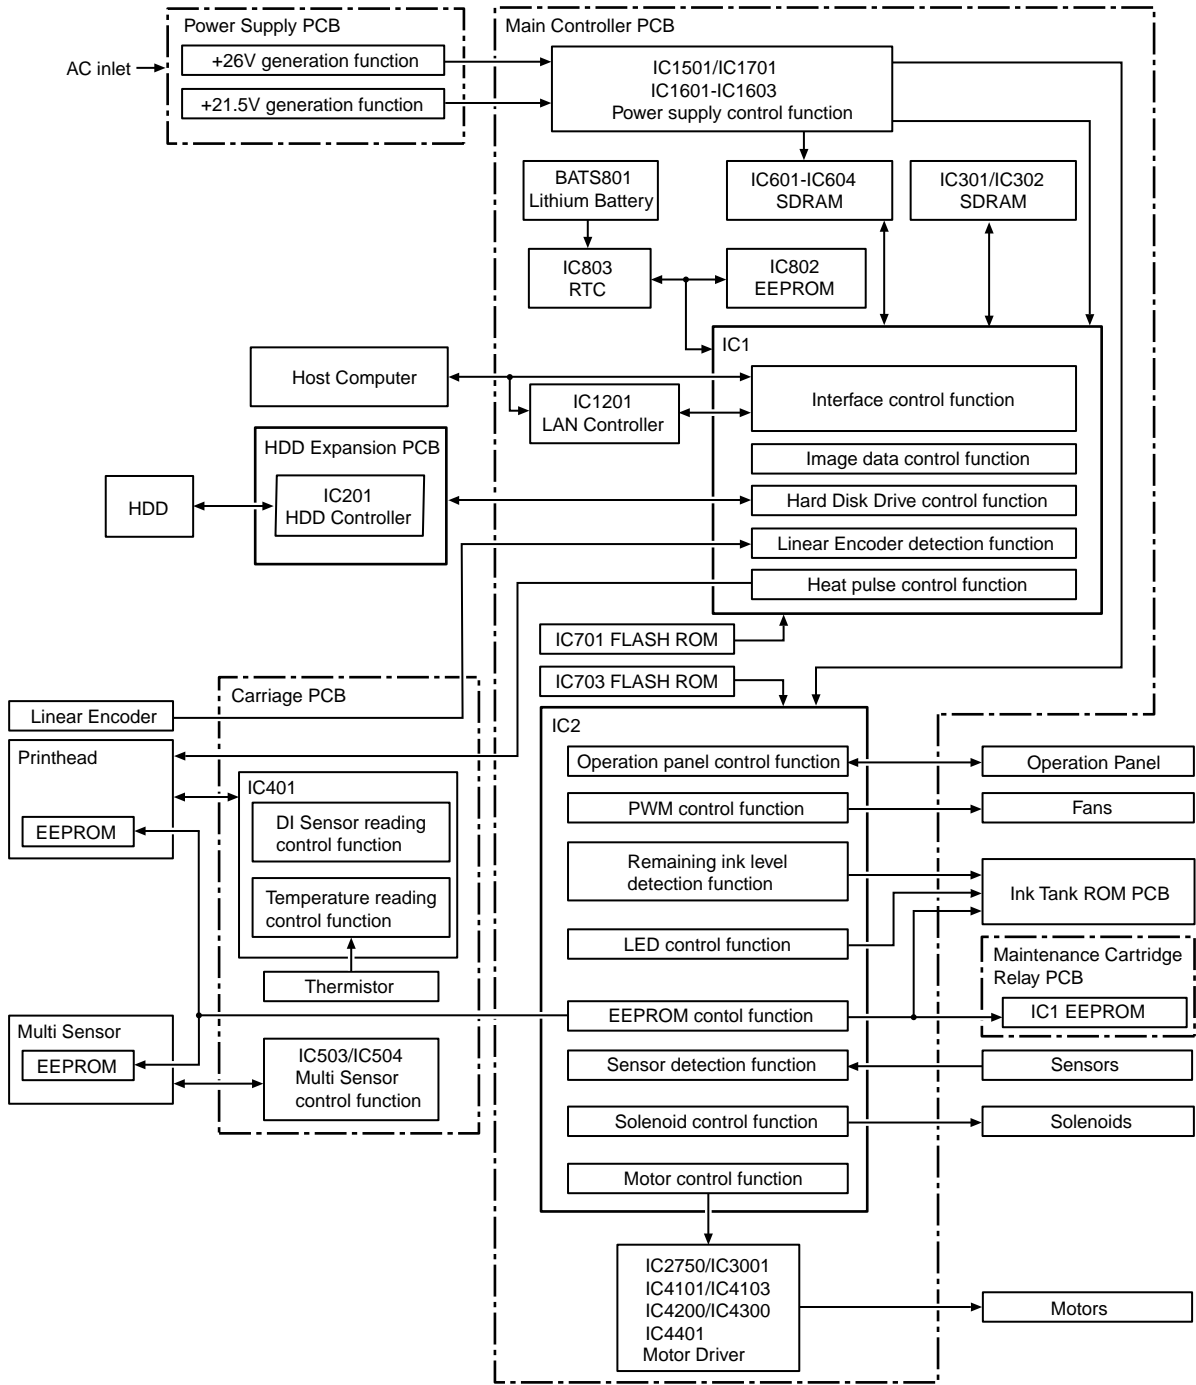 Power Supply PCB
AC inlet
+26V generation function
+21.5V generation function
Main Controller PCB
IC1501/IC1701
IC1601-IC1603
Power supply control function
BATS801
Lithium Battery
IC601-IC604
SDRAM
IC301/IC302
SDRAM
IC803
RTC
IC802
EEPROM
IC1
Host Computer
IC1201
LAN Controller
Interface control function
HDD Expansion PCB
HDD
IC201
HDD Controller
Image data control function
Hard Disk Drive control function
Linear Encoder detection function
Heat pulse control function
IC701 FLASH ROM
IC703 FLASH ROM
Carriage PCB
Linear Encoder
Printhead
EEPROM
IC401
DI Sensor reading
control function
Temperature reading
control function
Thermistor
Multi Sensor
EEPROM
IC503/IC504
Multi Sensor
control function
IC2
Operation panel control function
Operation Panel
PWM control function
Fans
Remaining ink level
detection function
Ink Tank ROM PCB
LED control function
Maintenance Cartridge
Relay PCB
EEPROM contol function
IC1 EEPROM
Sensor detection function
Sensors
Solenoid control function
Solenoids
Motor control function
IC2750/IC3001
IC4101/IC4103
IC4200/IC4300
IC4401
Motor Driver
Motors